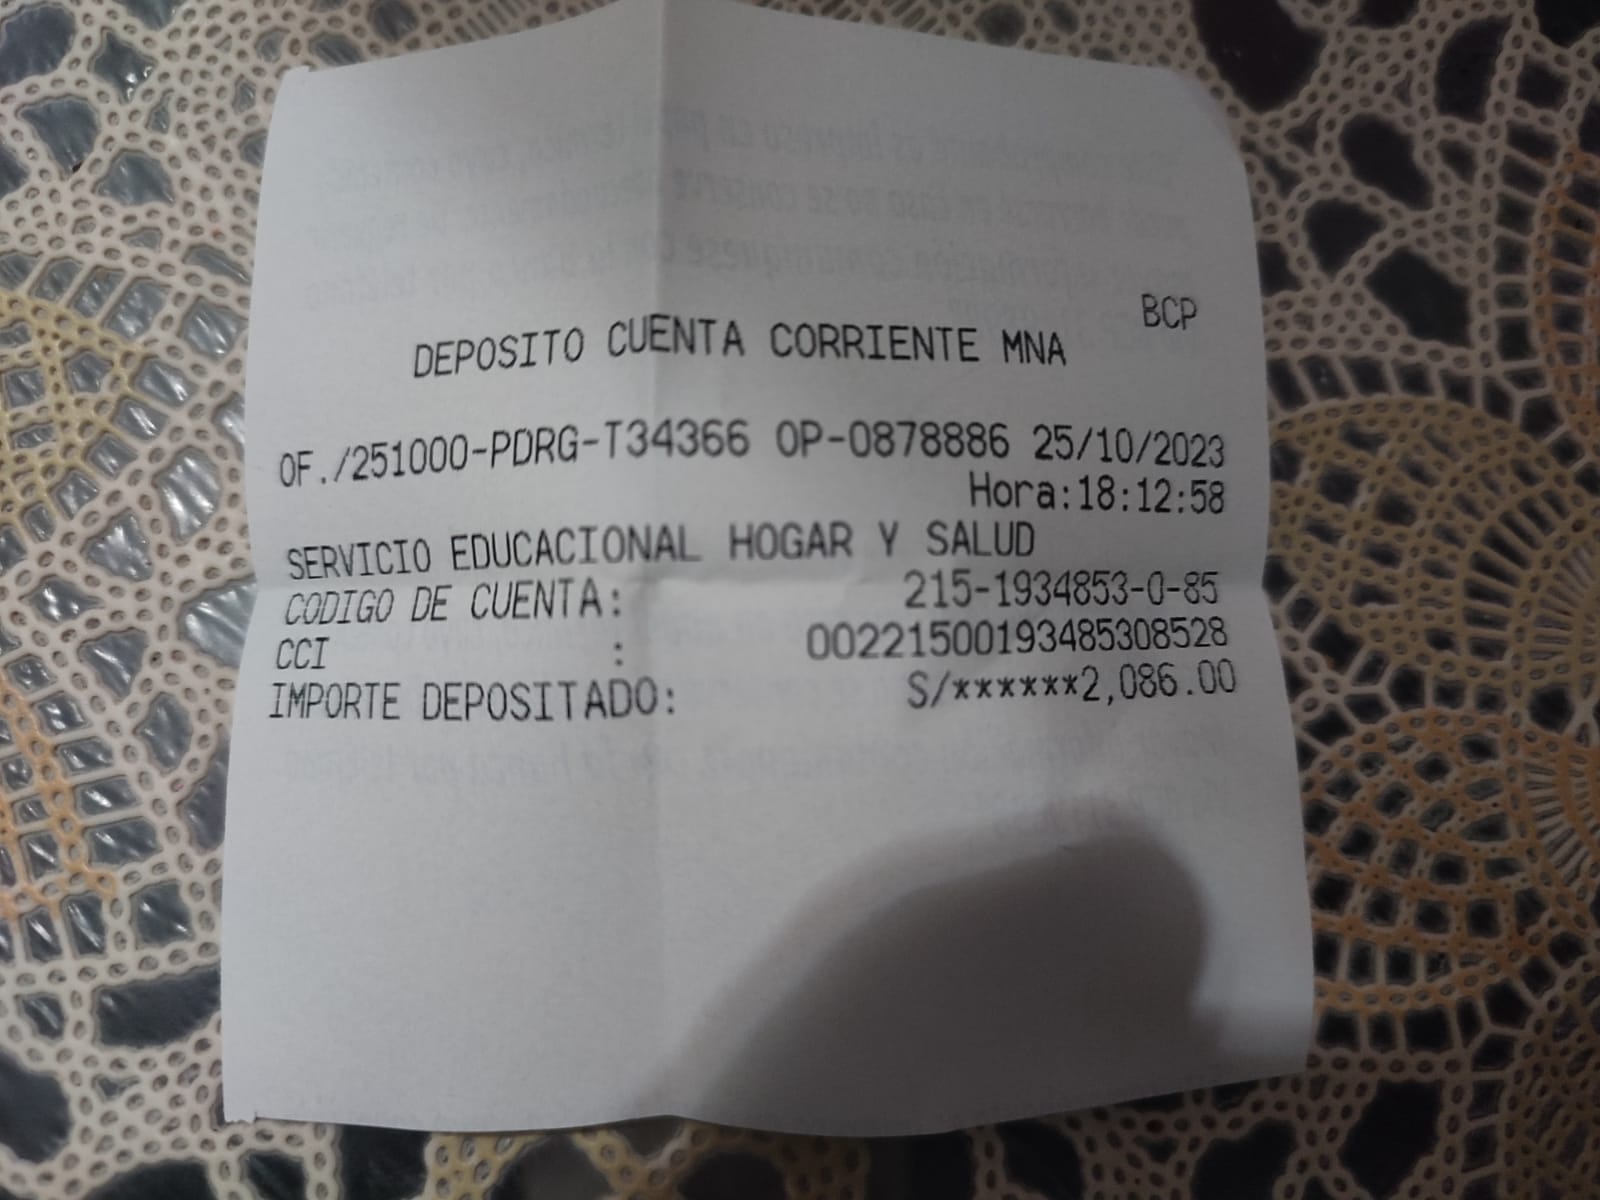 BCP
DEPOSITO CUENTA CORRIENTE MNA
OF./251000-PDRG-T34366 OP-0878886 25/10/2023
Hora:18:12:58
SERVICIO EDUCACIONAL HOGAR Y SALUD
CODIGO DE CUENTA: 215-1934853-0-85
CCI : 00221500193485308528
IMPORTE DEPOSITADO: S/******2,086.00